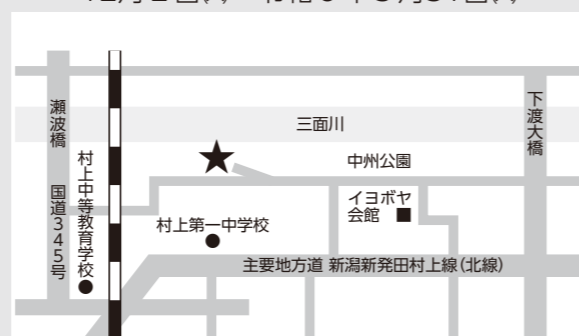 瀬波橋
国道345号
村上中等教育学校
三面川
中州公園
下渡大橋
イヨボヤ
会館
村上第一中学校
主要地方道 新潟新発田村上線(北線)